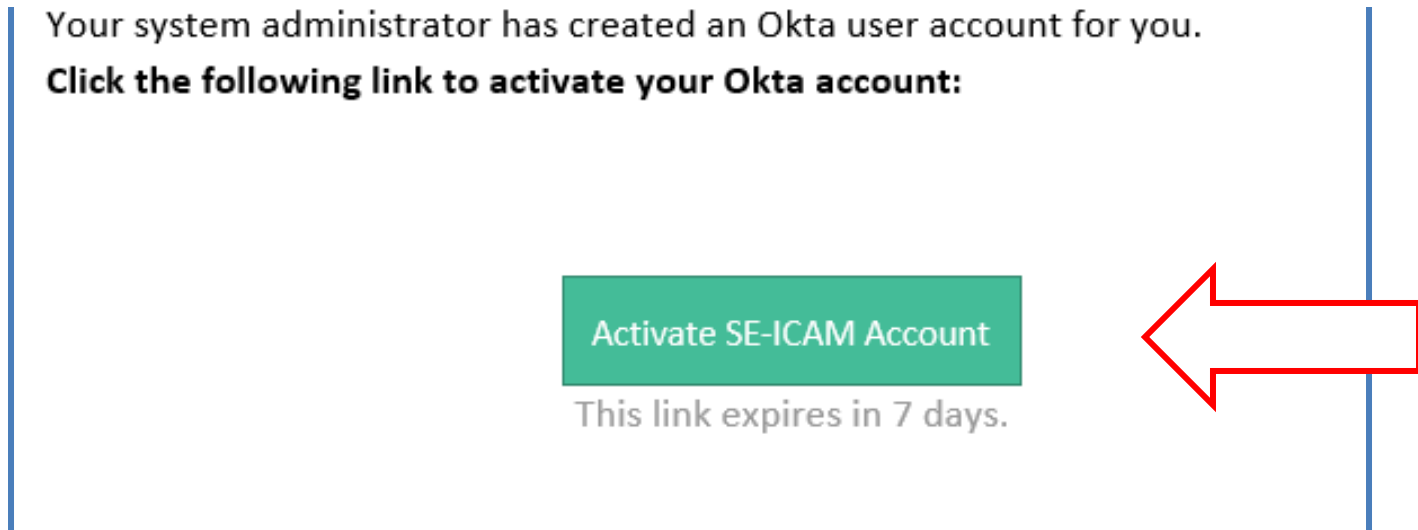 Your system administrator has created an Okta user account for you.
Click the following link to activate your Okta account:
Activate SE-ICAM Account
This link expires in 7 days.